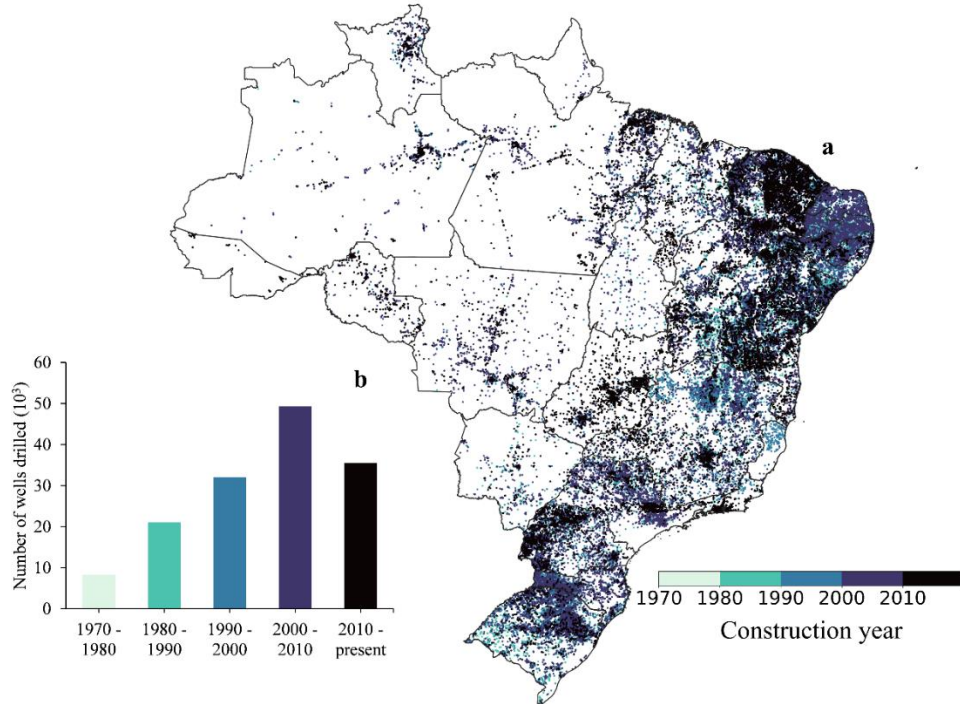 a
b
Number of wells drilled (10³)
60
50
40
30
20
10
0
1970 -
1980
1980 -
1990
1990 -
2000
2000 -
2010
2010 -
present
1970 1980 1990 2000 2010
Construction year